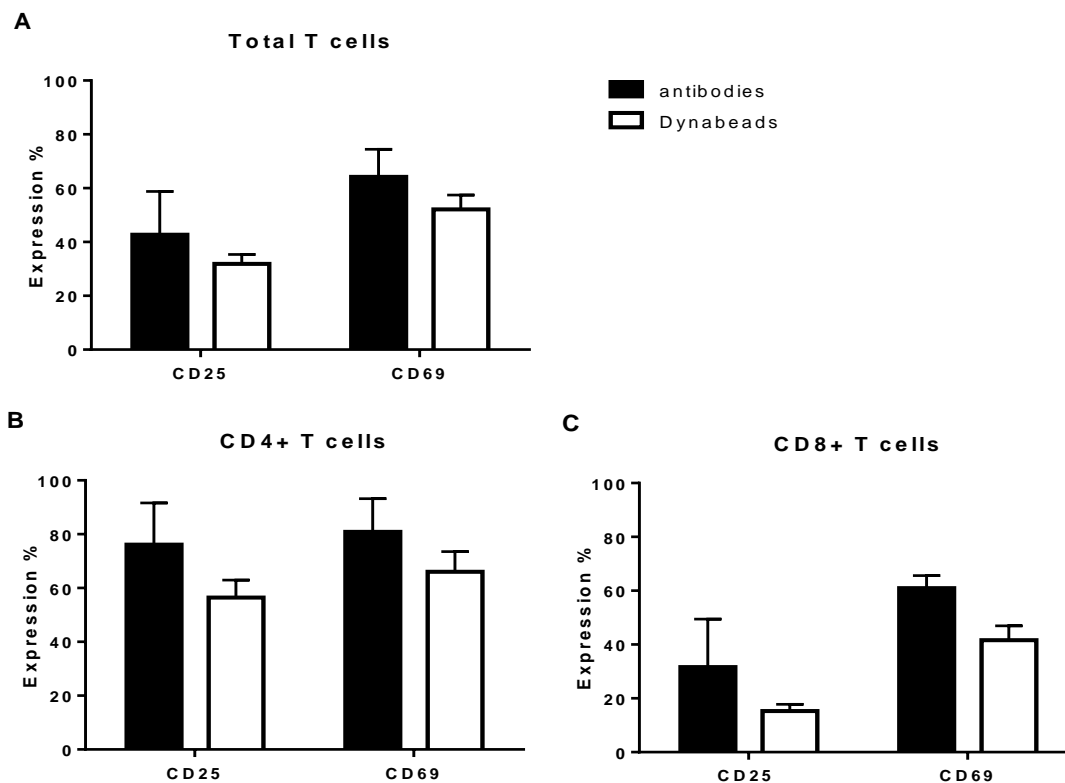 A
Total T cells
100
80
60
40
20
0
Expression %
CD25
CD69
antibodies
Dynabeads
B
CD4+ T cells
100
80
60
40
20
0
Expression %
CD25
CD69
C
CD8+ T cells
100
80
60
40
20
0
Expression %
CD25
CD69